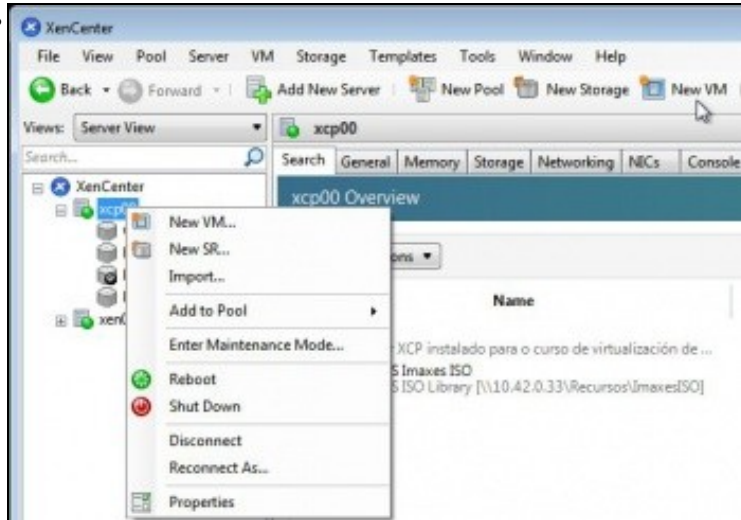 XenCenter
File View Pool Server VM Storage Templates Tools Window Help
Back Forward Add New Server New Pool New Storage New VM
Views: Server View xcp00
Search... Search General Memory Storage Networking NICs Console
XenCenter
xcp00 Overview
xcp00
New VM...
New SR...
ons
Import...
Add to Pool
Name
Enter Maintenance Mode...
XCP instalado para o curso de virtualización de ...
S Imaxes ISO
Reboot
S ISO Library [\\10.42.0.33\Recursos\ImaxesISO]
Shut Down
Disconnect
Reconnect As...
Properties